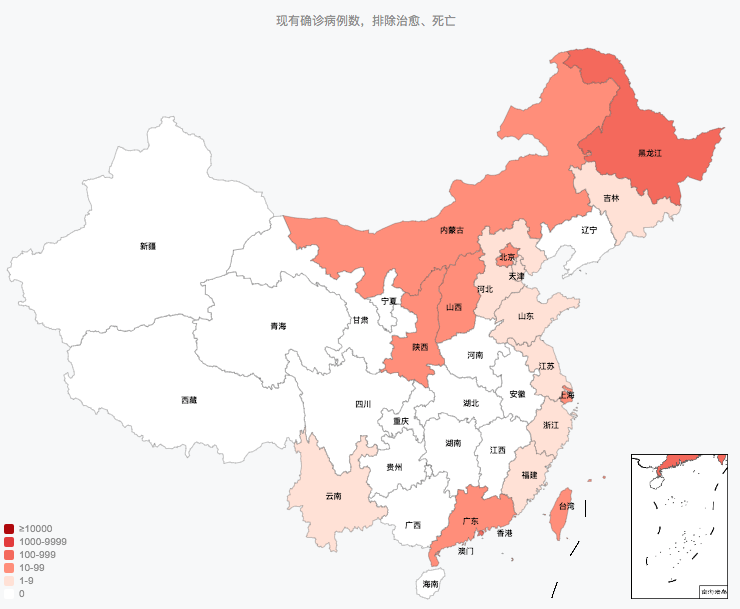 现有确诊病例数，排除治愈、死亡
黑龙江
吉林
辽宁
内蒙古
新疆
北京
天津
河北
宁夏
山西
山东
甘肃
青海
陕西
河南
江苏
上海
安徽
西藏
四川
湖北
重庆
浙江
湖南
江西
贵州
福建
云南
台湾
广东
广西
香港
澳门
海南
南海诸岛
≥10000
1000-9999
100-999
10-99
1-9
0